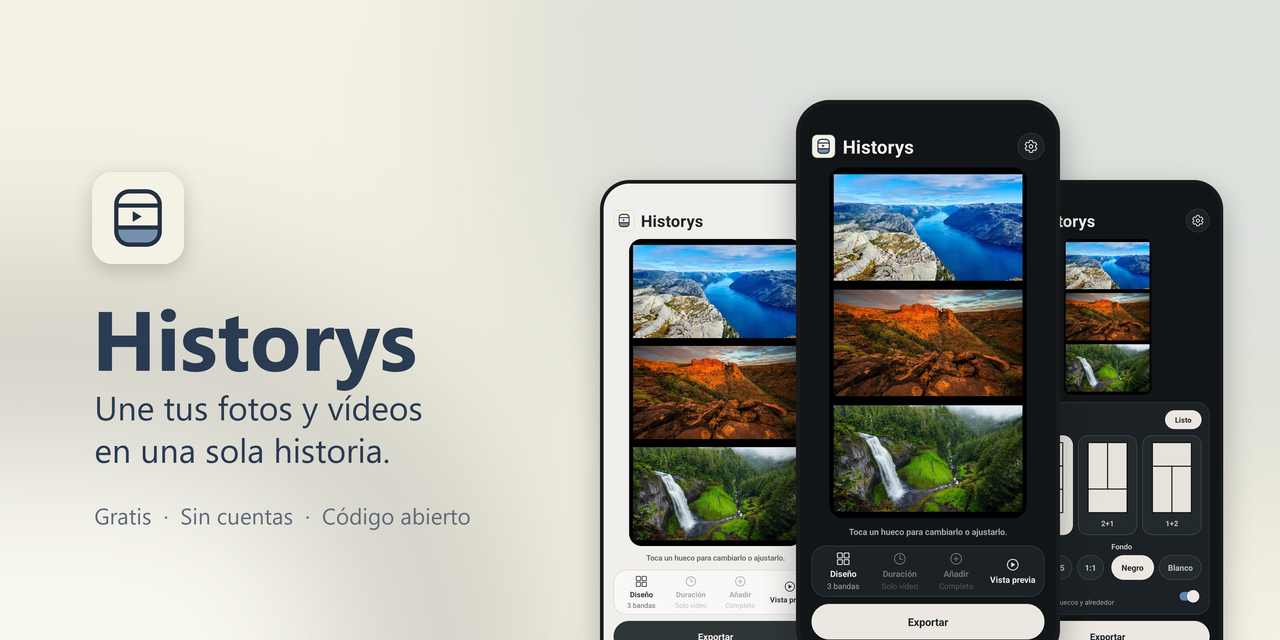 Historys
Une tus fotos y vídeos
en una sola historia.
Gratis · Sin cuentas · Código abierto
Historys
Toca un hueco para cambiarlo o ajustarlo.
Diseño
3 bandas
Duración
Solo vídeo
Añadir
Completo
Exportar
Historys
Toca un hueco para cambiarlo o ajustarlo.
Diseño
3 bandas
Duración
Solo vídeo
Añadir
Completo
Vista previa
Exportar
Listo
2+1
1+2
Fondo
1:1
Negro
Blanco
alrededor
Exportar